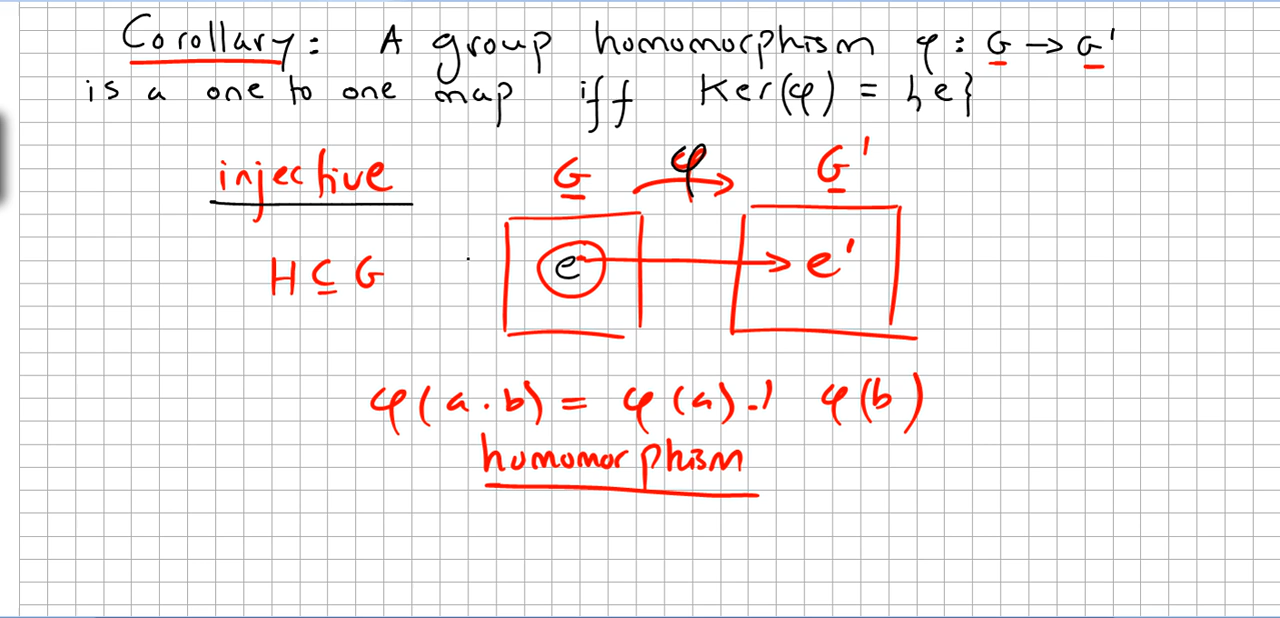 Corollary: A group homomorphism φ: G → G'
is a one to one map iff Ker(φ) = {e}
injective G φ G'
H ⊆ G e e'
φ(a·b) = φ(a)·' φ(b)
homomorphism